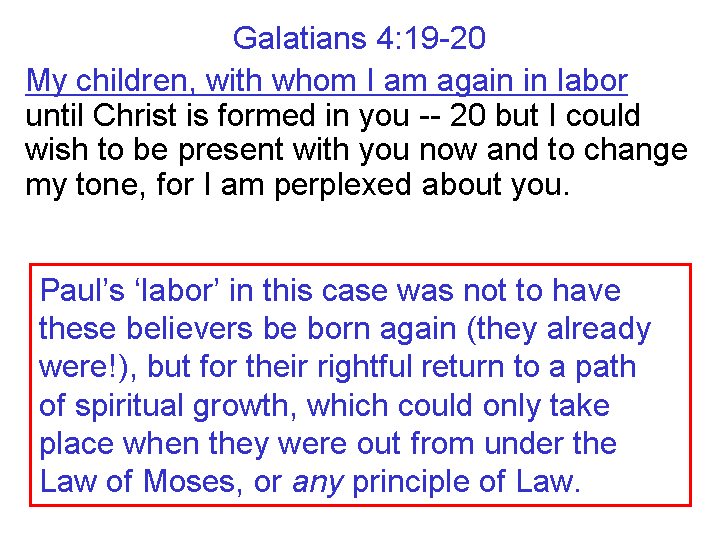 Galatians 4:19-20
My children, with whom I am again in labor
until Christ is formed in you -- 20 but I could
wish to be present with you now and to change
my tone, for I am perplexed about you.
Paul’s ‘labor’ in this case was not to have
these believers be born again (they already
were!), but for their rightful return to a path
of spiritual growth, which could only take
place when they were out from under the
Law of Moses, or any principle of Law.